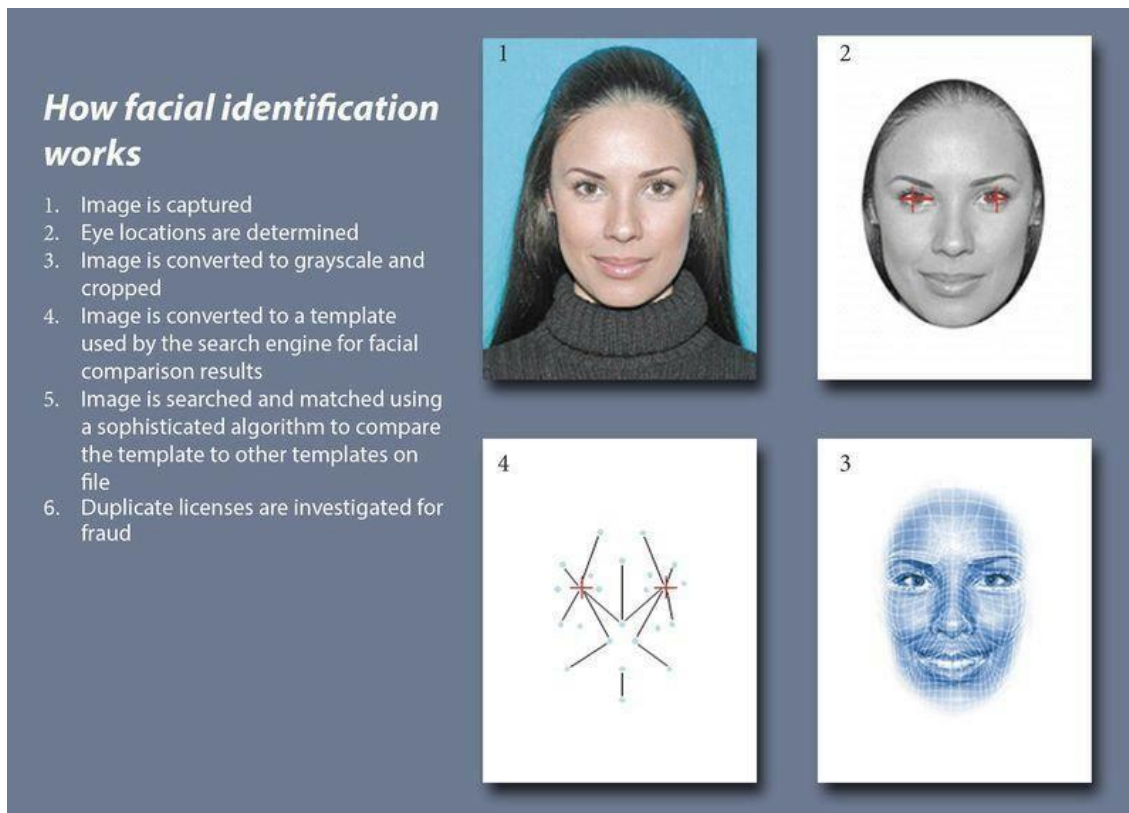 How facial identification
works
1. Image is captured
2. Eye locations are determined
3. Image is converted to grayscale and
cropped
4. Image is converted to a template
used by the search engine for facial
comparison results
5. Image is searched and matched using
a sophisticated algorithm to compare
the template to other templates on
file
6. Duplicate licenses are investigated for
fraud
1
2
4
3